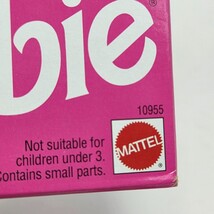 bie®
10955
Not suitable for
children under 3.
Contains small parts.
MATTEL